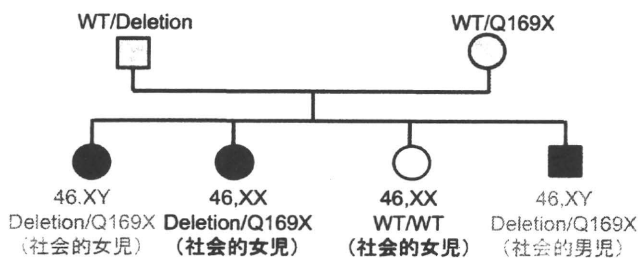 WT/Deletion WT/Q169X
46.XY 46,XX 46,XX 46,XY
Deletion/Q169X Deletion/Q169X WT/WT Deletion/Q169X
（社会的女児） （社会的女児） （社会的女児） （社会的男児）